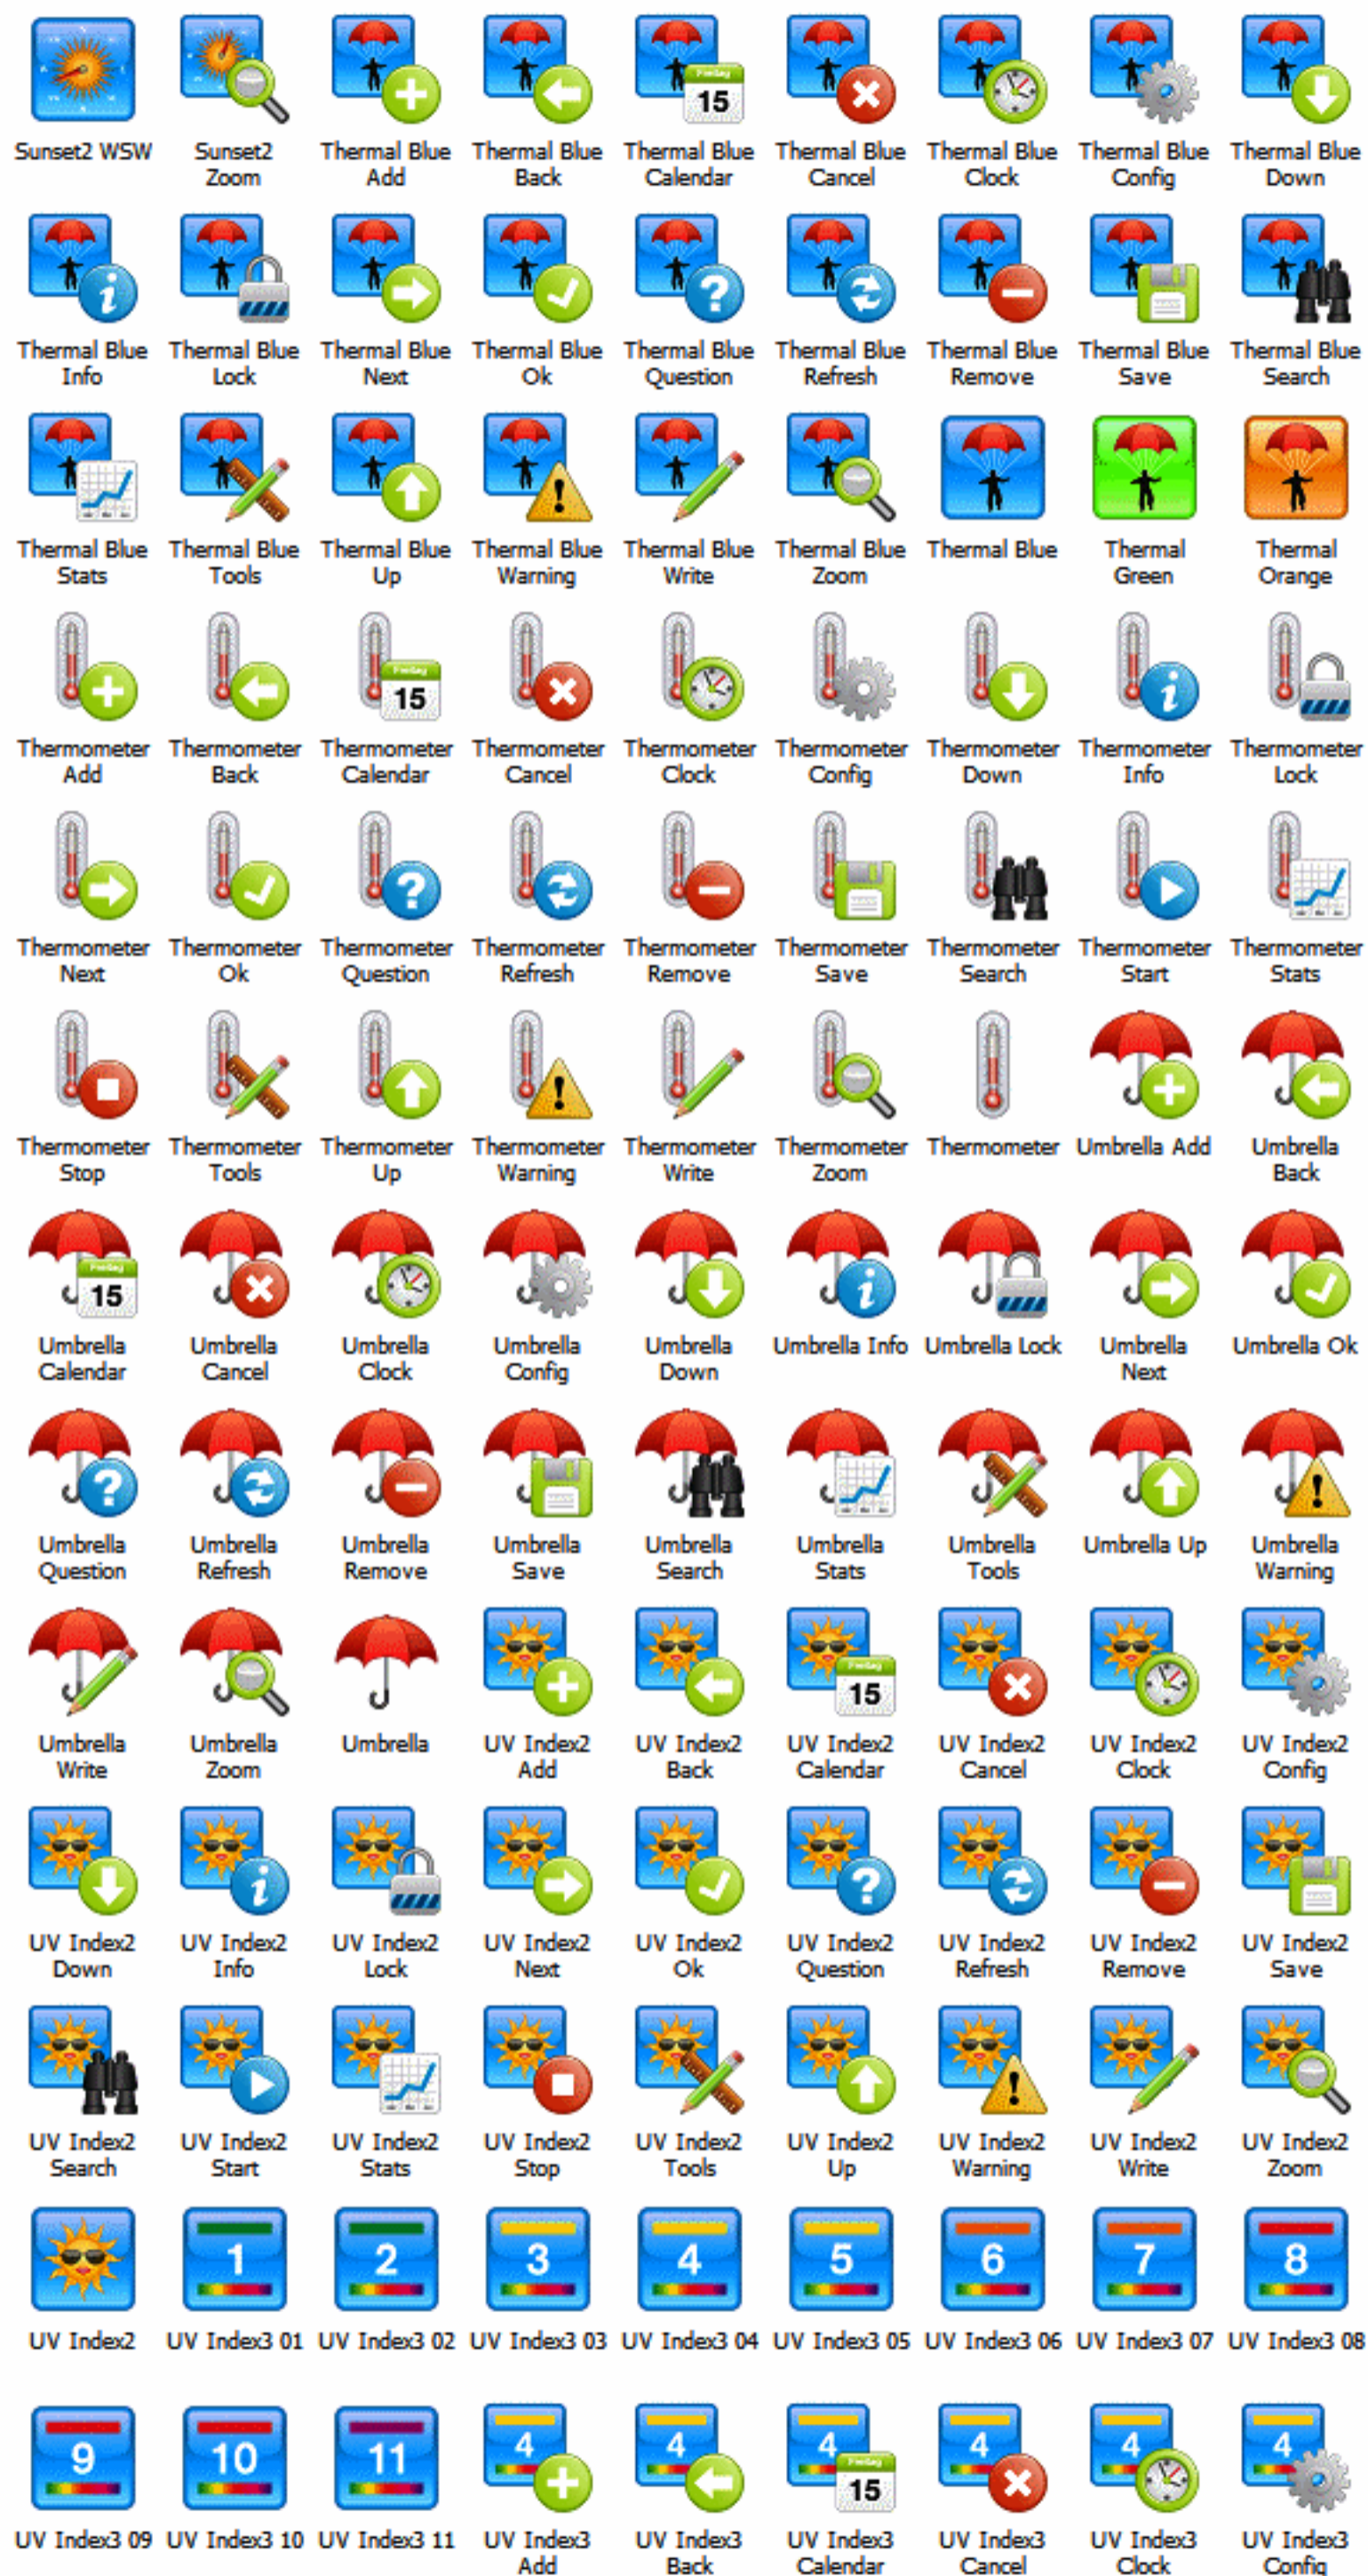 Sunset2 WSW
Sunset2
Zoom
Thermal Blue
Add
Thermal Blue
Back
Freitag
15
Thermal Blue
Calendar
Thermal Blue
Cancel
Thermal Blue
Clock
Thermal Blue
Config
Thermal Blue
Down
i
Thermal Blue
Info
Thermal Blue
Lock
Thermal Blue
Next
Thermal Blue
Ok
?
Thermal Blue
Question
Thermal Blue
Refresh
Thermal Blue
Remove
Thermal Blue
Save
Thermal Blue
Search
Thermal Blue
Stats
Thermal Blue
Tools
Thermal Blue
Up
!
Thermal Blue
Warning
Thermal Blue
Write
Thermal Blue
Zoom
Thermal Blue
Thermal
Green
Thermal
Orange
Thermometer
Add
Thermometer
Back
Freitag
15
Thermometer
Calendar
Thermometer
Cancel
Thermometer
Clock
Thermometer
Config
Thermometer
Down
i
Thermometer
Info
Thermometer
Lock
Thermometer
Next
Thermometer
Ok
?
Thermometer
Question
Thermometer
Refresh
Thermometer
Remove
Thermometer
Save
Thermometer
Search
Thermometer
Start
Thermometer
Stats
Thermometer
Stop
Thermometer
Tools
Thermometer
Up
!
Thermometer
Warning
Thermometer
Write
Thermometer
Zoom
Thermometer
Umbrella Add
Umbrella
Back
Freitag
15
Umbrella
Calendar
Umbrella
Cancel
Umbrella
Clock
Umbrella
Config
Umbrella
Down
i
Umbrella Info
Umbrella Lock
Umbrella
Next
Umbrella Ok
?
Umbrella
Question
Umbrella
Refresh
Umbrella
Remove
Umbrella
Save
Umbrella
Search
Umbrella
Stats
Umbrella
Tools
Umbrella Up
!
Umbrella
Warning
Umbrella
Write
Umbrella
Zoom
Umbrella
UV Index2
Add
UV Index2
Back
Freitag
15
UV Index2
Calendar
UV Index2
Cancel
UV Index2
Clock
UV Index2
Config
UV Index2
Down
i
UV Index2
Info
UV Index2
Lock
UV Index2
Next
UV Index2
Ok
?
UV Index2
Question
UV Index2
Refresh
UV Index2
Remove
UV Index2
Save
UV Index2
Search
UV Index2
Start
UV Index2
Stats
UV Index2
Stop
UV Index2
Tools
UV Index2
Up
!
UV Index2
Warning
UV Index2
Write
UV Index2
Zoom
UV Index2
1
UV Index3 01
2
UV Index3 02
3
UV Index3 03
4
UV Index3 04
5
UV Index3 05
6
UV Index3 06
7
UV Index3 07
8
UV Index3 08
9
UV Index3 09
10
UV Index3 10
11
UV Index3 11
4
UV Index3
Add
4
UV Index3
Back
4
Freitag
15
UV Index3
Calendar
4
UV Index3
Cancel
4
UV Index3
Clock
4
UV Index3
Config